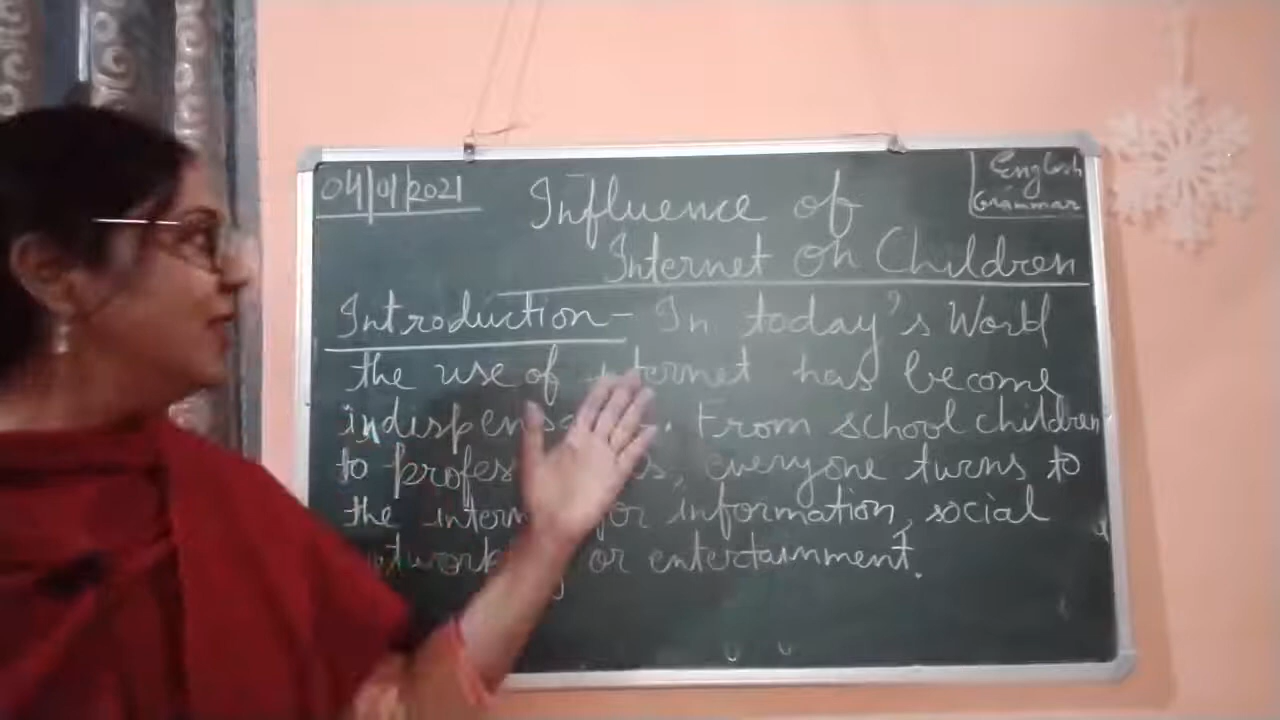 04/01/2021
English
Grammar
Influence of
Internet on Children
Introduction- In today's World
the use of internet has become
indispensable. From school children
to professionals, everyone turns to
the internet for information, social
networking or entertainment.